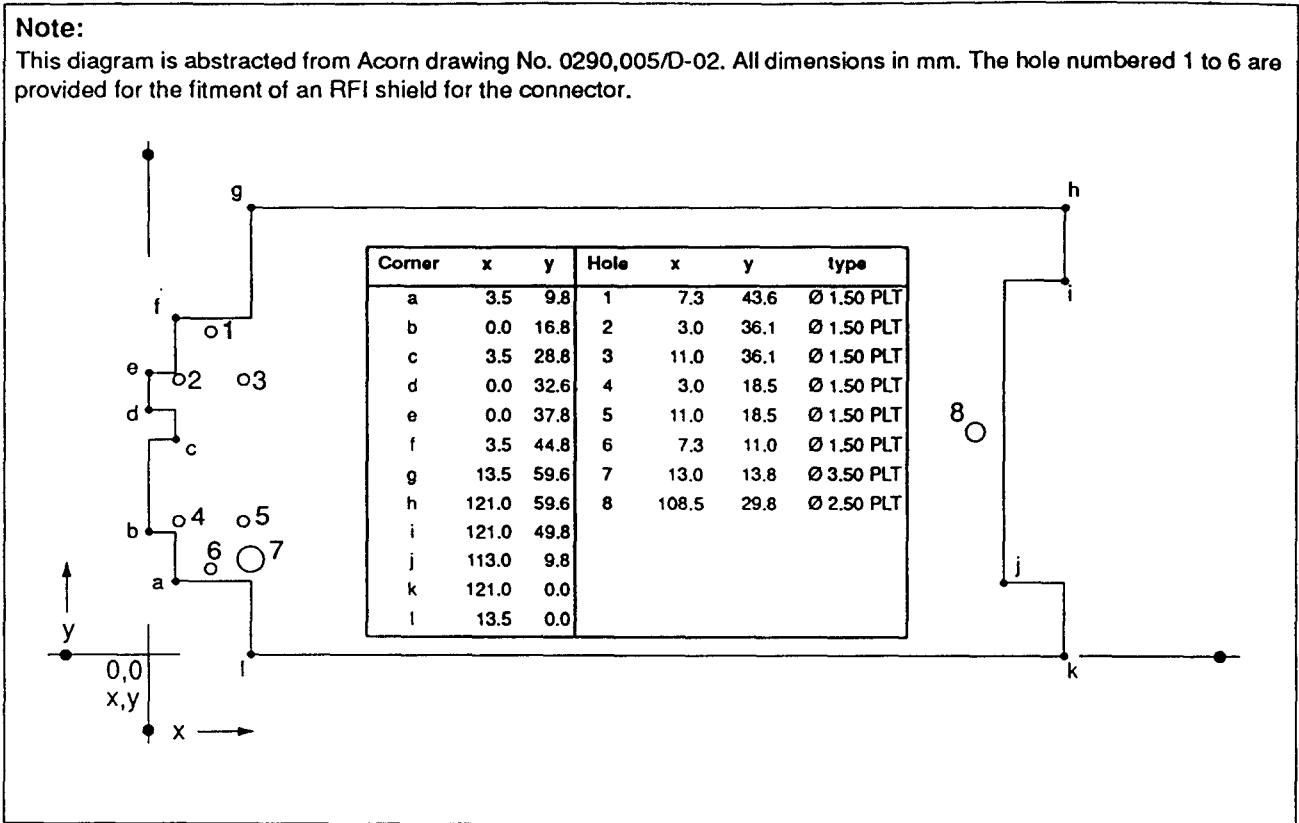 Note:
This diagram is abstracted from Acorn drawing No. 0290,005/D-02. All dimensions in mm. The hole numbered 1 to 6 are
provided for the fitment of an RFI shield for the connector.
g
h
f
1
i
e
2
3
d
c
8
b
4
5
6
7
a
j
y
0,0
x,y
l
k
x
Corner x y Hole x y type
a 3.5 9.8 1 7.3 43.6 Ø 1.50 PLT
b 0.0 16.8 2 3.0 36.1 Ø 1.50 PLT
c 3.5 28.8 3 11.0 36.1 Ø 1.50 PLT
d 0.0 32.6 4 3.0 18.5 Ø 1.50 PLT
e 0.0 37.8 5 11.0 18.5 Ø 1.50 PLT
f 3.5 44.8 6 7.3 11.0 Ø 1.50 PLT
g 13.5 59.6 7 13.0 13.8 Ø 3.50 PLT
h 121.0 59.6 8 108.5 29.8 Ø 2.50 PLT
i 121.0 49.8
j 113.0 9.8
k 121.0 0.0
l 13.5 0.0